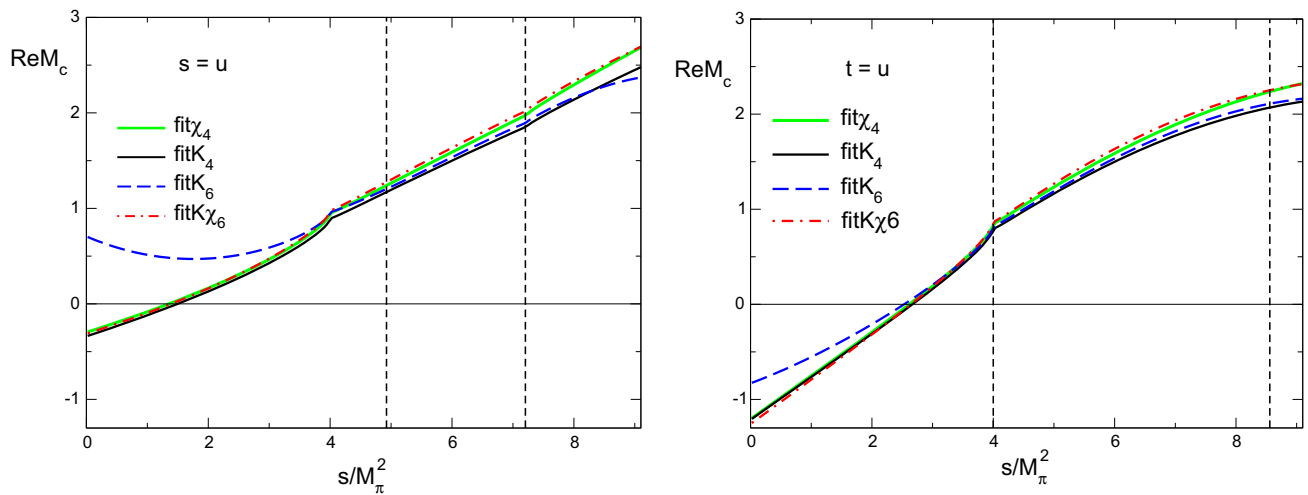 3
2
1
0
-1
ReM_c
s = u
fitχ_4
fitK_4
fitK_6
fitKχ_6
0 2 4 6 8
s/M_π^2
3
2
1
0
-1
ReM_c
t = u
fitχ_4
fitK_4
fitK_6
fitKχ6
0 2 4 6 8
s/M_π^2